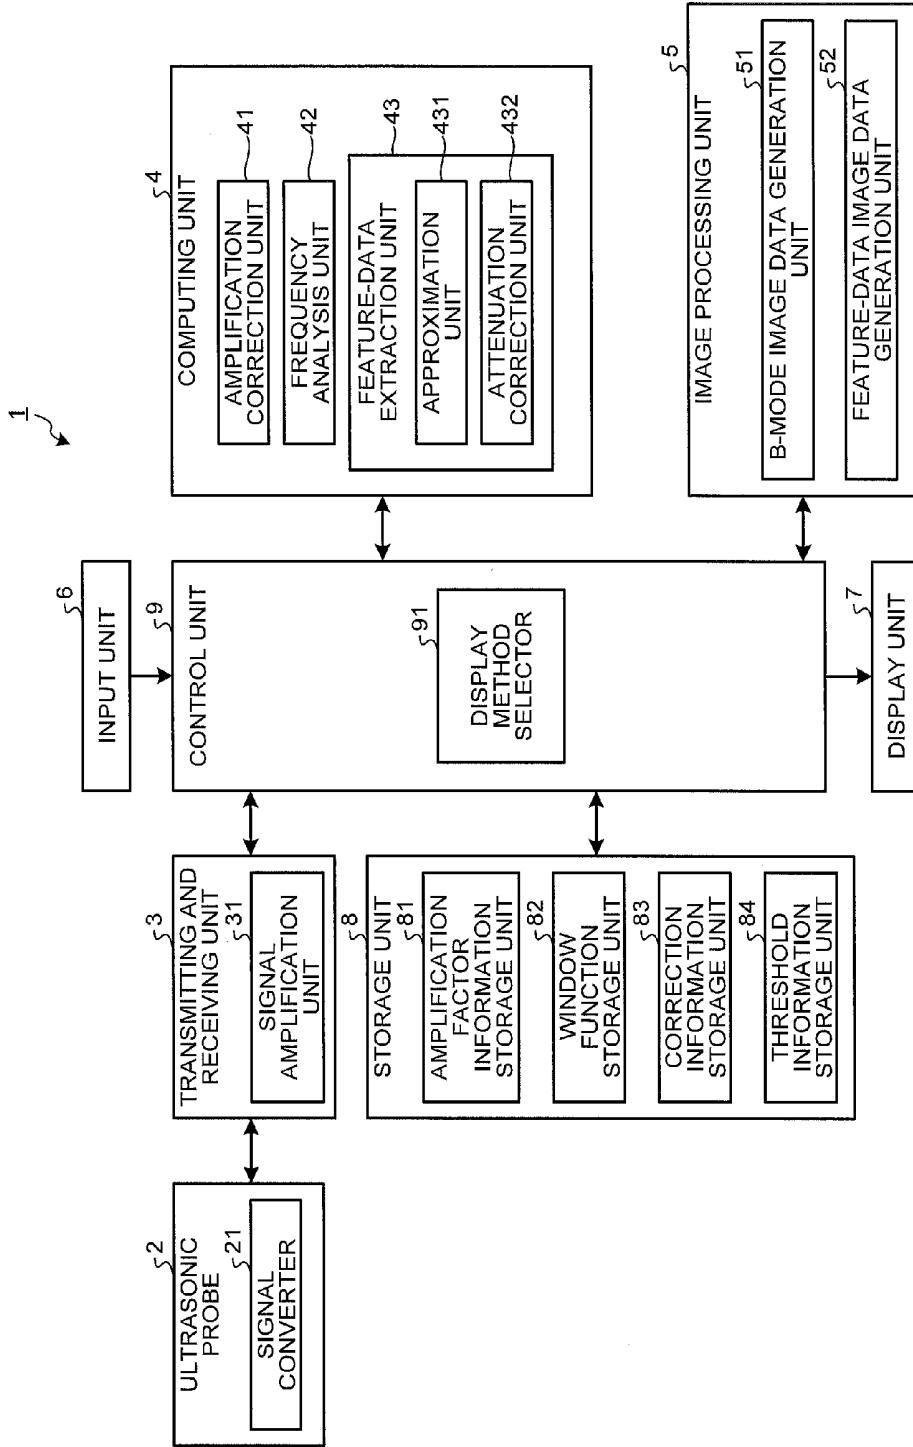 1
6
INPUT UNIT
2
ULTRASONIC
PROBE
21
SIGNAL
CONVERTER
3
TRANSMITTING AND
RECEIVING UNIT
31
SIGNAL
AMPLIFICATION
UNIT
8
STORAGE UNIT
81
AMPLIFICATION
FACTOR
INFORMATION
STORAGE UNIT
82
WINDOW
FUNCTION
STORAGE UNIT
83
CORRECTION
INFORMATION
STORAGE UNIT
84
THRESHOLD
INFORMATION
STORAGE UNIT
9
CONTROL UNIT
91
DISPLAY
METHOD
SELECTOR
7
DISPLAY UNIT
4
COMPUTING UNIT
AMPLIFICATION
CORRECTION UNIT
41
FREQUENCY
ANALYSIS UNIT
42
FEATURE-DATA
EXTRACTION UNIT
43
APPROXIMATION
UNIT
431
ATTENUATION
CORRECTION UNIT
432
5
IMAGE PROCESSING UNIT
51
B-MODE IMAGE DATA GENERATION
UNIT
52
FEATURE-DATA IMAGE DATA
GENERATION UNIT